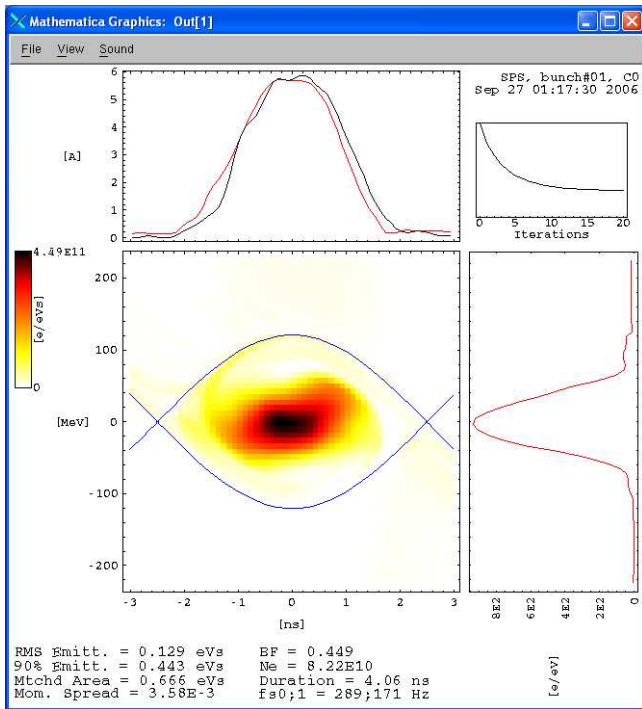 Mathematica Graphics: Out[1]
File View Sound
SPS, bunch#01, C0
Sep 27 01:17:30 2006
6
5
4
3
2
1
0
[A]
0 5 10 15 20
Iterations
4.49E11
[e/eVs]
0
200
100
0
-100
-200
[MeV]
-3 -2 -1 0 1 2 3
[ns]
8E2 6E2 4E2 2E2 0
[e/eV]
RMS Emitt. = 0.129 eVs BF = 0.449
90% Emitt. = 0.443 eVs Ne = 8.22E10
Mtchd Area = 0.666 eVs Duration = 4.06 ns
Mom. Spread = 3.58E-3 fs0;1 = 289;171 Hz